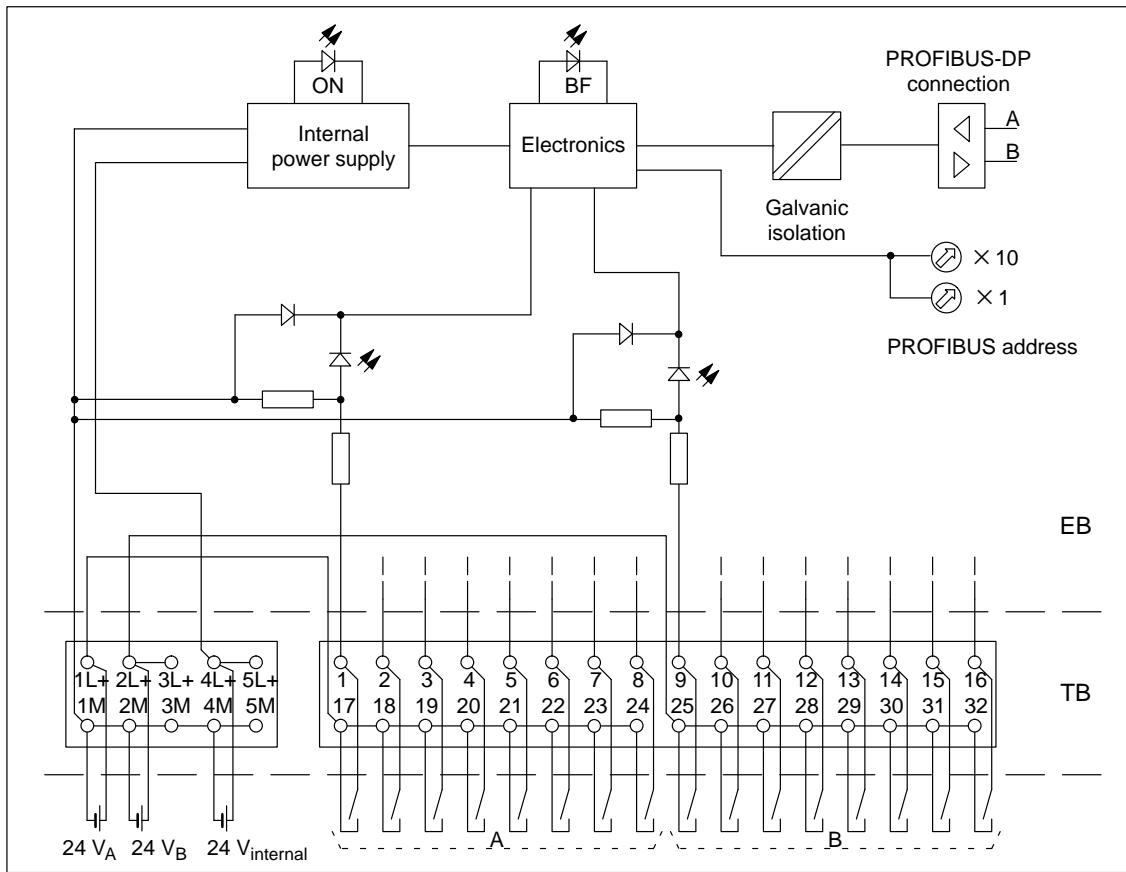 PROFIBUS-DP
connection
ON
BF
A
B
Internal
power supply
Electronics
Galvanic
isolation
× 10
× 1
PROFIBUS address
EB
1L+ 2L+ 3L+ 4L+ 5L+
1 2 3 4 5 6 7 8 9 10 11 12 13 14 15 16
TB
1M 2M 3M 4M 5M
17 18 19 20 21 22 23 24 25 26 27 28 29 30 31 32
A B
24 VA 24 VB 24 Vinternal